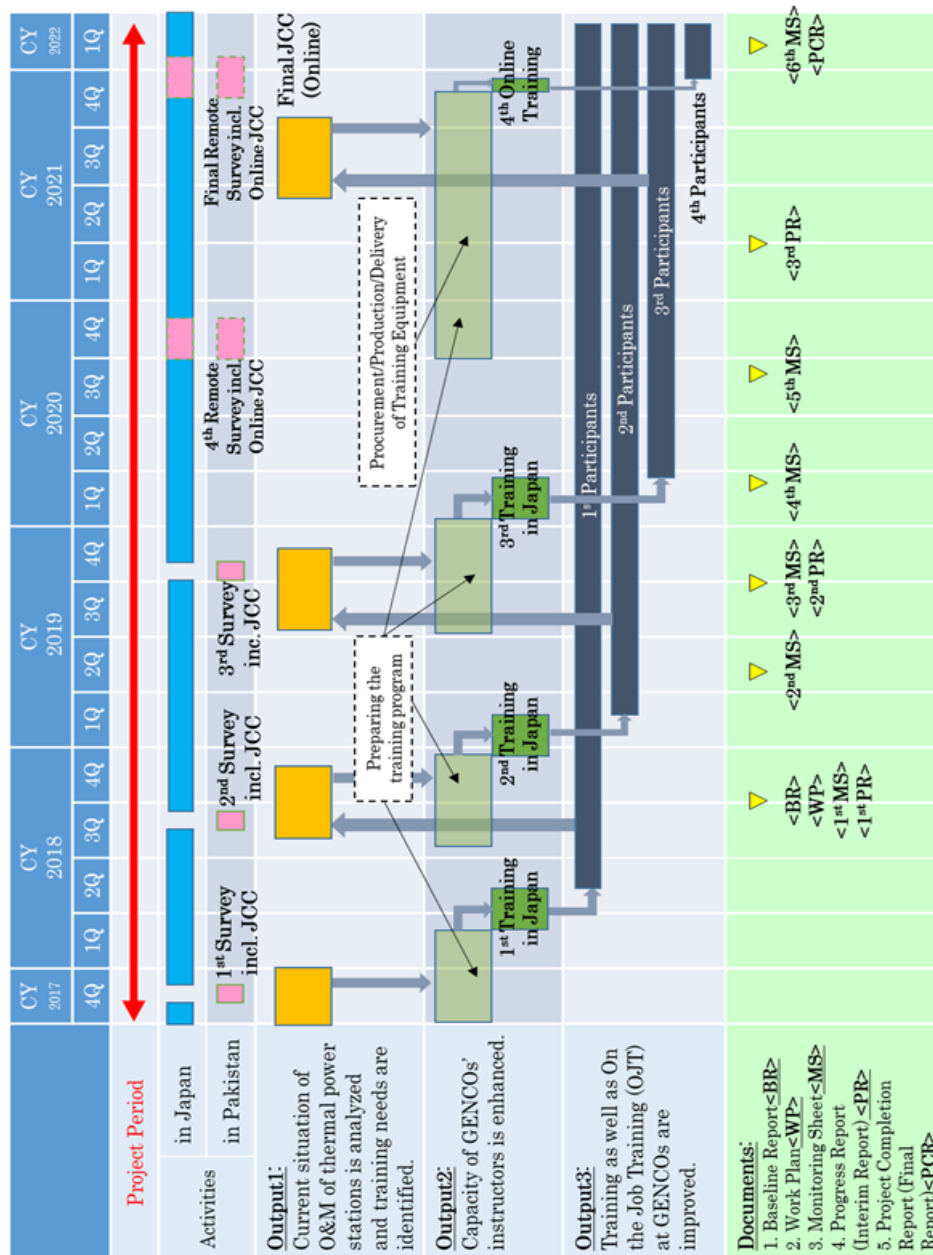 CY 2017
CY 2018
CY 2019
CY 2020
CY 2021
CY 2022
4Q 1Q 2Q 3Q 4Q 1Q 2Q 3Q 4Q 1Q 2Q 3Q 4Q 1Q 2Q 3Q 4Q 1Q
Project Period
Activities
in Japan
in Pakistan
1st Survey
incl. JCC
2nd Survey
incl. JCC
3rd Survey
inc. JCC
4th Remote
Survey incl.
Online JCC
Final Remote
Survey incl.
Online JCC
Output1:
Current situation of
O&M of thermal power
stations is analyzed
and training needs are
identified.
Final JCC
(Online)
Preparing the
training program
Procurement/Production/Delivery
of Training Equipment
Output2:
Capacity of GENCOs'
instructors is enhanced.
1st Training
in Japan
2nd Training
in Japan
3rd Training
in Japan
4th Online
Training
Output3:
Training as well as On
the Job Training (OJT)
at GENCOs are
improved.
1st Participants
2nd Participants
3rd Participants
4th Participants
Documents:
1. Baseline Report<BR>
2. Work Plan<WP>
3. Monitoring Sheet<MS>
4. Progress Report
(Interim Report) <PR>
5. Project Completion
Report (Final
Report)<PCR>
<BR>
<WP>
<1st MS>
<1st PR>
<2nd MS>
<3rd MS>
<2nd PR>
<4th MS>
<5th MS>
<3rd PR>
<6th MS>
<PCR>